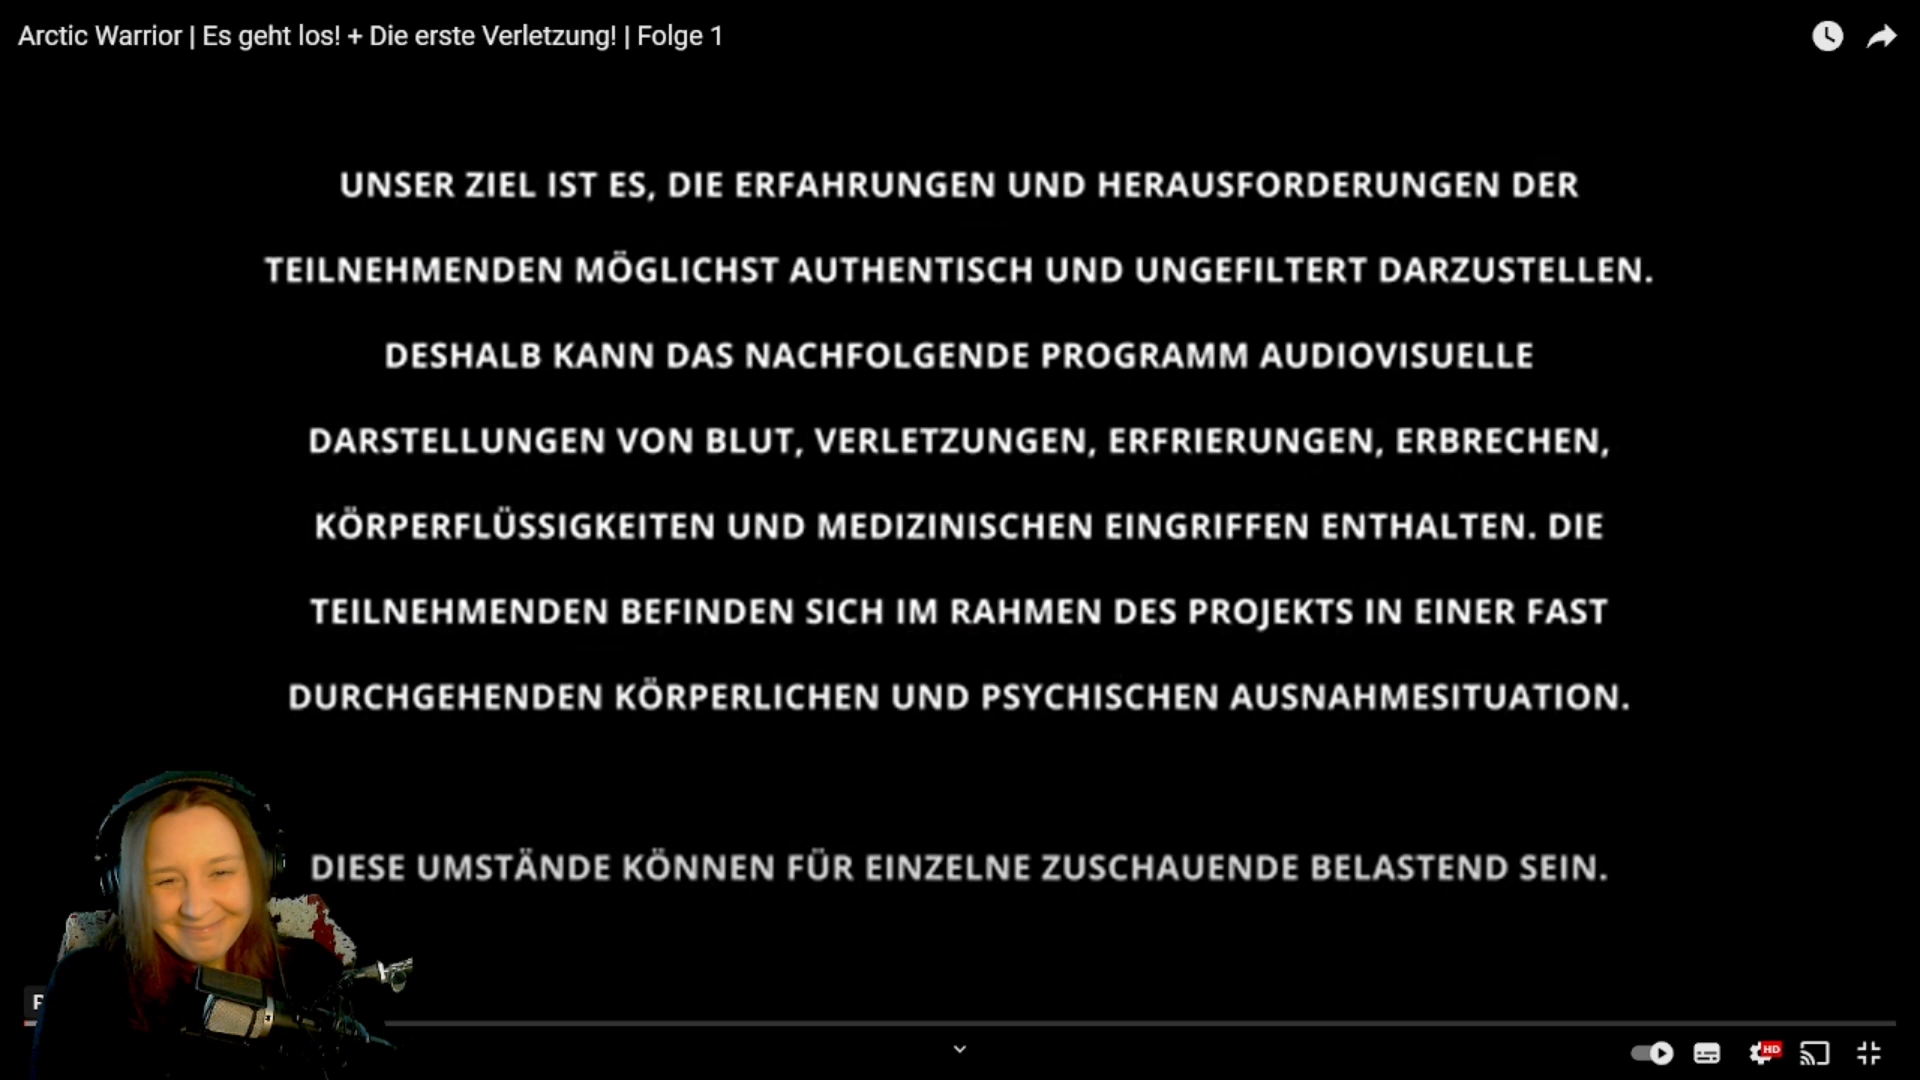 Arctic Warrior | Es geht los! + Die erste Verletzung! | Folge 1
UNSER ZIEL IST ES, DIE ERFAHRUNGEN UND HERAUSFORDERUNGEN DER
TEILNEHMENDEN MÖGLICHST AUTHENTISCH UND UNGEFILTERT DARZUSTELLEN.
DESHALB KANN DAS NACHFOLGENDE PROGRAMM AUDIOVISUELLE
DARSTELLUNGEN VON BLUT, VERLETZUNGEN, ERFRIERUNGEN, ERBRECHEN,
KÖRPERFLÜSSIGKEITEN UND MEDIZINISCHEN EINGRIFFEN ENTHALTEN. DIE
TEILNEHMENDEN BEFINDEN SICH IM RAHMEN DES PROJEKTS IN EINER FAST
DURCHGEHENDEN KÖRPERLICHEN UND PSYCHISCHEN AUSNAHMESITUATION.
DIESE UMSTÄNDE KÖNNEN FÜR EINZELNE ZUSCHAUENDE BELASTEND SEIN.
HD